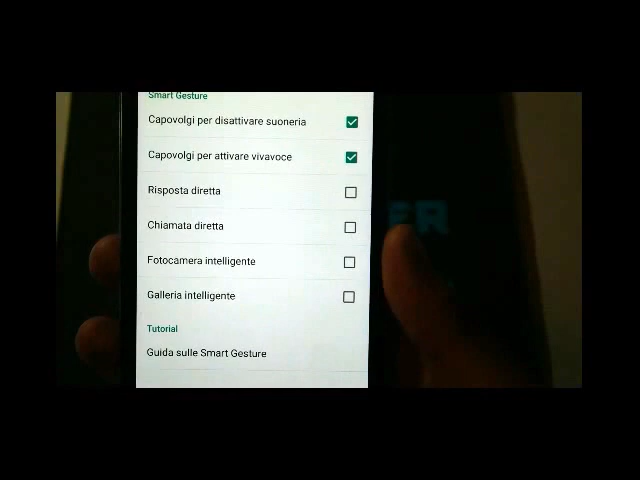 Smart Gesture
Capovolgi per disattivare suoneria
Capovolgi per attivare vivavoce
Risposta diretta
Chiamata diretta
Fotocamera intelligente
Galleria intelligente
Tutorial
Guida sulle Smart Gesture